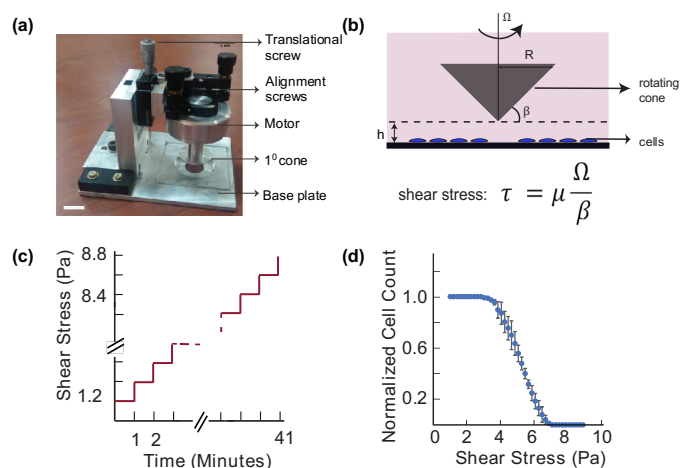 (a)
Translational
screw
Alignment
screws
Motor
1⁰ cone
Base plate
(b)
Ω
R
β
h
rotating
cone
cells
shear stress: τ = μ Ω/β
(c)
Shear Stress (Pa)
8.8
8.4
1.2
1 2 41
Time (Minutes)
(d)
Normalized Cell Count
1.0
0.6
0.2
0 2 4 6 8 10
Shear Stress (Pa)